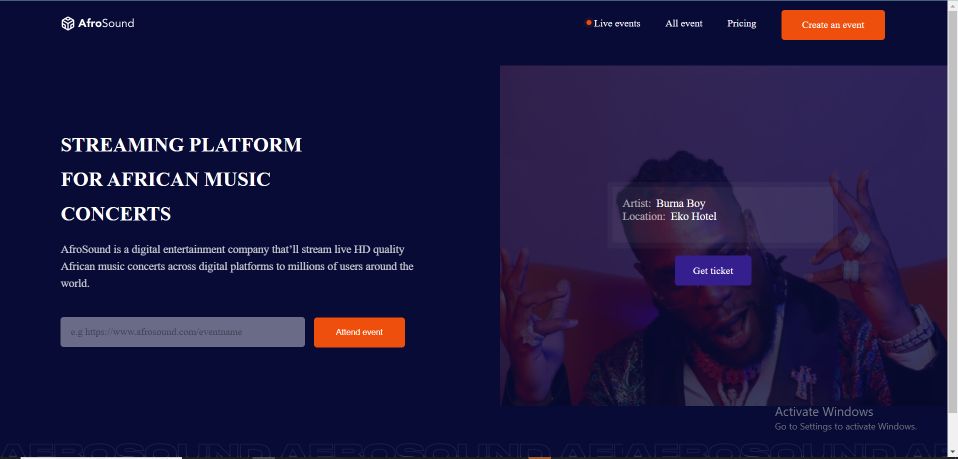 AfroSound
Live events
All event
Pricing
Create an event
STREAMING PLATFORM
FOR AFRICAN MUSIC
CONCERTS
AfroSound is a digital entertainment company that'll stream live HD quality
African music concerts across digital platforms to millions of users around the
world.
e.g https://www.afrosound.com/eventname
Attend event
Artist: Burna Boy
Location: Eko Hotel
Get ticket
Activate Windows
Go to Settings to activate Windows.
AFROSOUND AFROSOUND AF